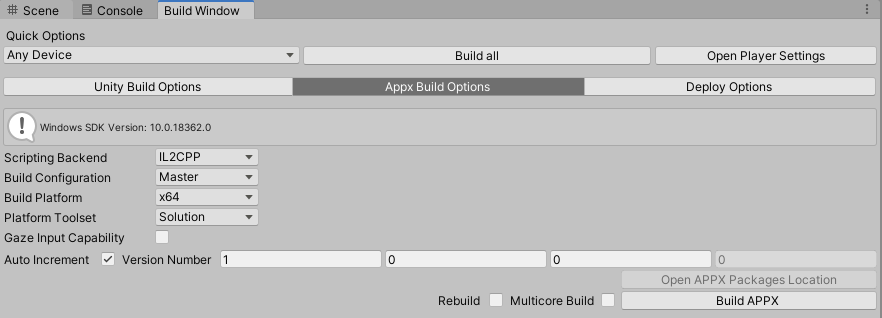 Scene Console Build Window
Quick Options
Any Device Build all Open Player Settings
Unity Build Options Appx Build Options Deploy Options
Windows SDK Version: 10.0.18362.0
Scripting Backend IL2CPP
Build Configuration Master
Build Platform x64
Platform Toolset Solution
Gaze Input Capability
Auto Increment Version Number 1 0 0 0
Open APPX Packages Location
Rebuild Multicore Build Build APPX